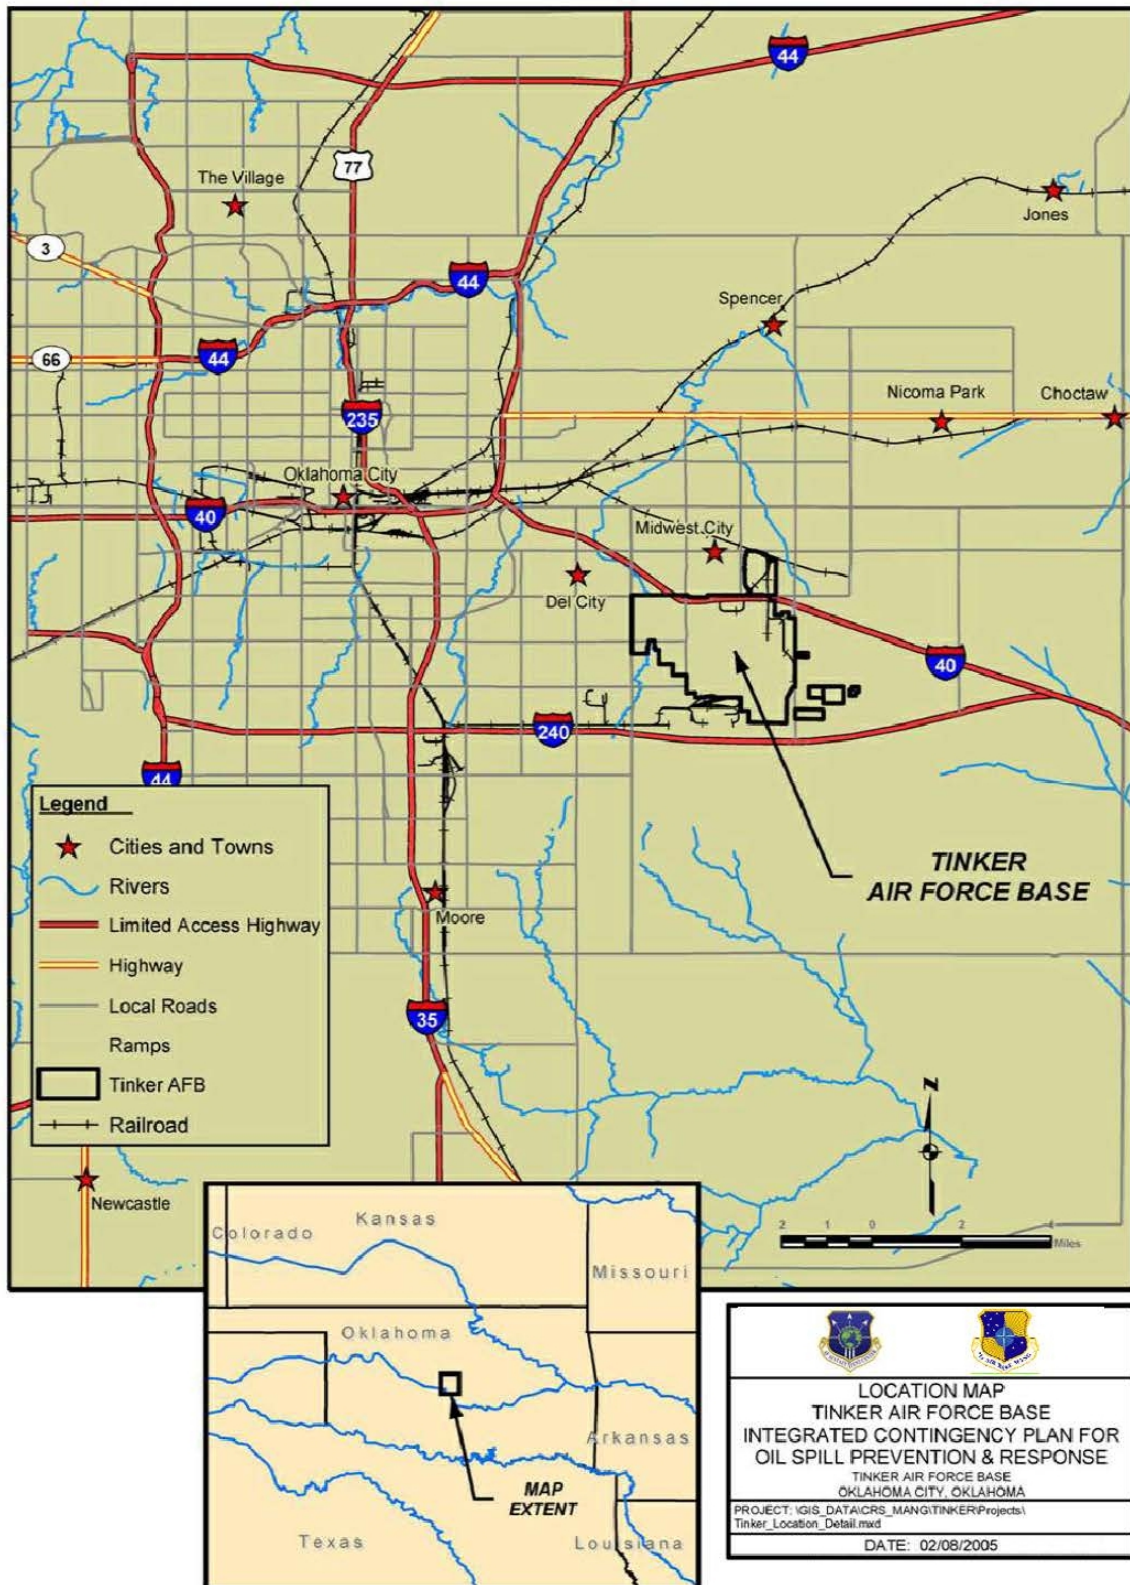 44
77
The Village
Jones
3
44
Spencer
44
66
Nicoma Park
Choctaw
235
Oklahoma City
40
Midwest City
Del City
40
240
44
Legend
Cities and Towns
Rivers
Limited Access Highway
Highway
Local Roads
Ramps
Tinker AFB
Railroad
TINKER
AIR FORCE BASE
Moore
35
N
Newcastle
2 1 0 2 4
Miles
Colorado
Kansas
Missouri
Oklahoma
Arkansas
MAP
EXTENT
Texas
Louisiana
LOCATION MAP
TINKER AIR FORCE BASE
INTEGRATED CONTINGENCY PLAN FOR
OIL SPILL PREVENTION & RESPONSE
TINKER AIR FORCE BASE
OKLAHOMA CITY, OKLAHOMA
PROJECT: \GIS_DATA\CRS_MANG\TINKER\Projects\
Tinker_Location_Detail.mxd
DATE: 02/08/2005